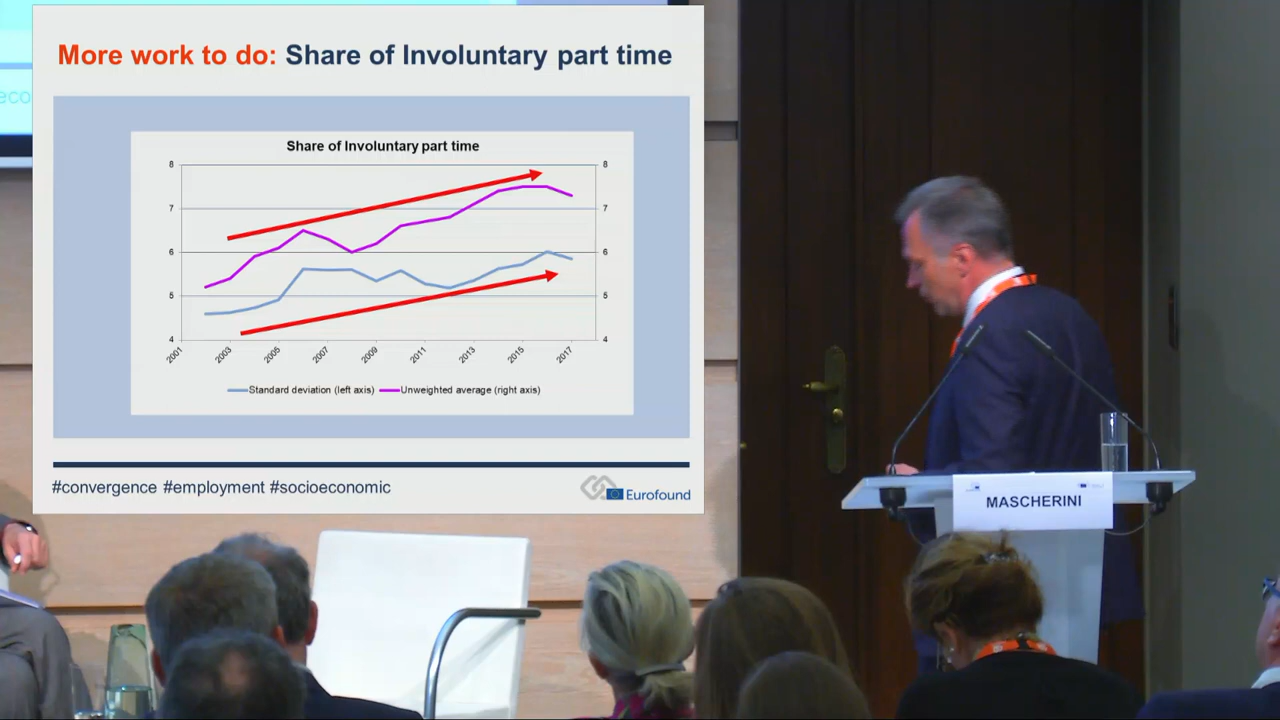 eco
More work to do: Share of Involuntary part time
Share of Involuntary part time
8 8
7 7
6 6
5 5
4 4
2001 2003 2005 2007 2009 2011 2013 2015 2017
Standard deviation (left axis) Unweighted average (right axis)
#convergence #employment #socioeconomic
Eurofound
MASCHERINI